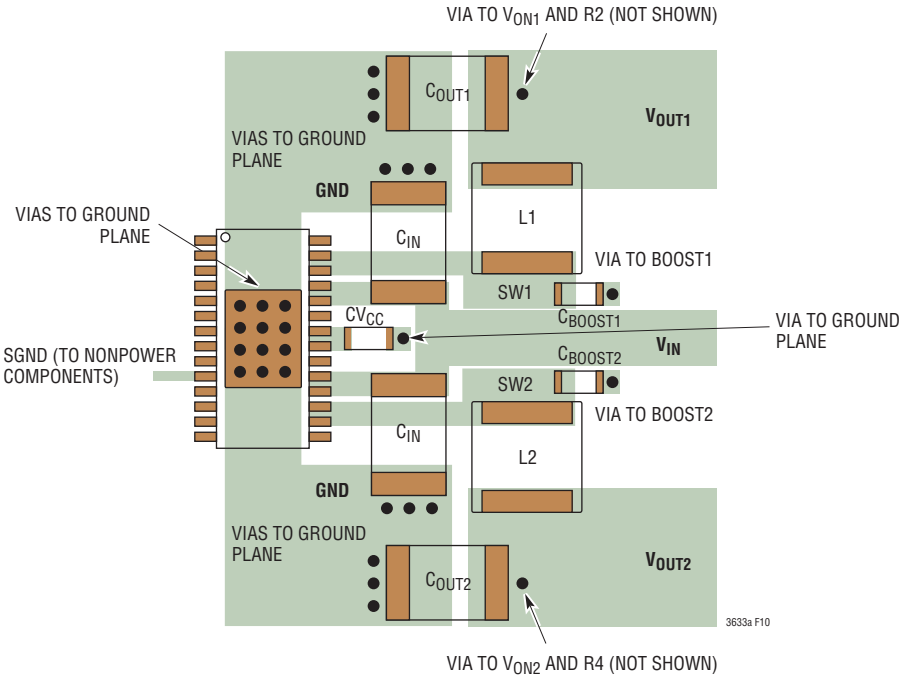 VIA TO VON1 AND R2 (NOT SHOWN)
COUT1
VOUT1
VIAS TO GROUND
PLANE
GND
VIAS TO GROUND
PLANE
CIN
L1
VIA TO BOOST1
SW1
CBOOST1
CVCC
VIA TO GROUND
PLANE
VIN
SGND (TO NONPOWER
COMPONENTS)
CBOOST2
SW2
VIA TO BOOST2
CIN
L2
GND
VIAS TO GROUND
PLANE
COUT2
VOUT2
3633a F10
VIA TO VON2 AND R4 (NOT SHOWN)